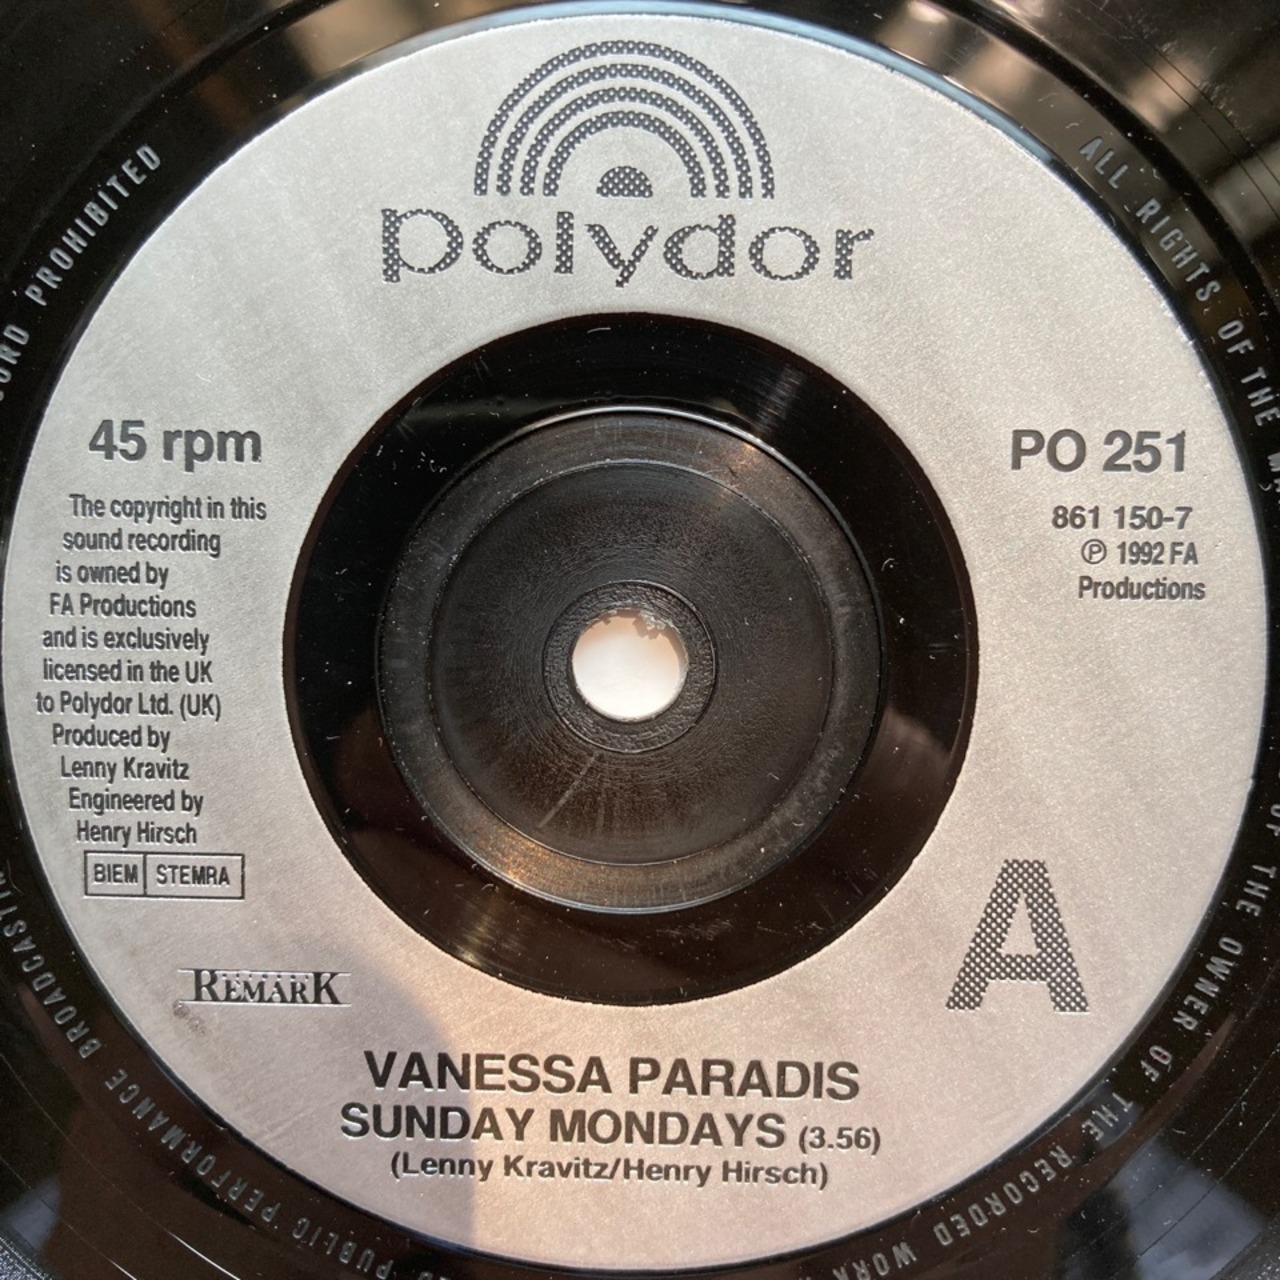 polydor
45 rpm
The copyright in this
sound recording
is owned by
FA Productions
and is exclusively
licensed in the UK
to Polydor Ltd. (UK)
Produced by
Lenny Kravitz
Engineered by
Henry Hirsch
BIEM STEMRA
REMARK
PO 251
861 150-7
℗ 1992 FA
Productions
A
VANESSA PARADIS
SUNDAY MONDAYS (3.56)
(Lenny Kravitz/Henry Hirsch)
ALL RIGHTS OF THE
OF THE OWNER OF THE RECORDED WORK
PUBLIC PERFORMANCE BROADCASTIN
PROHIBITED